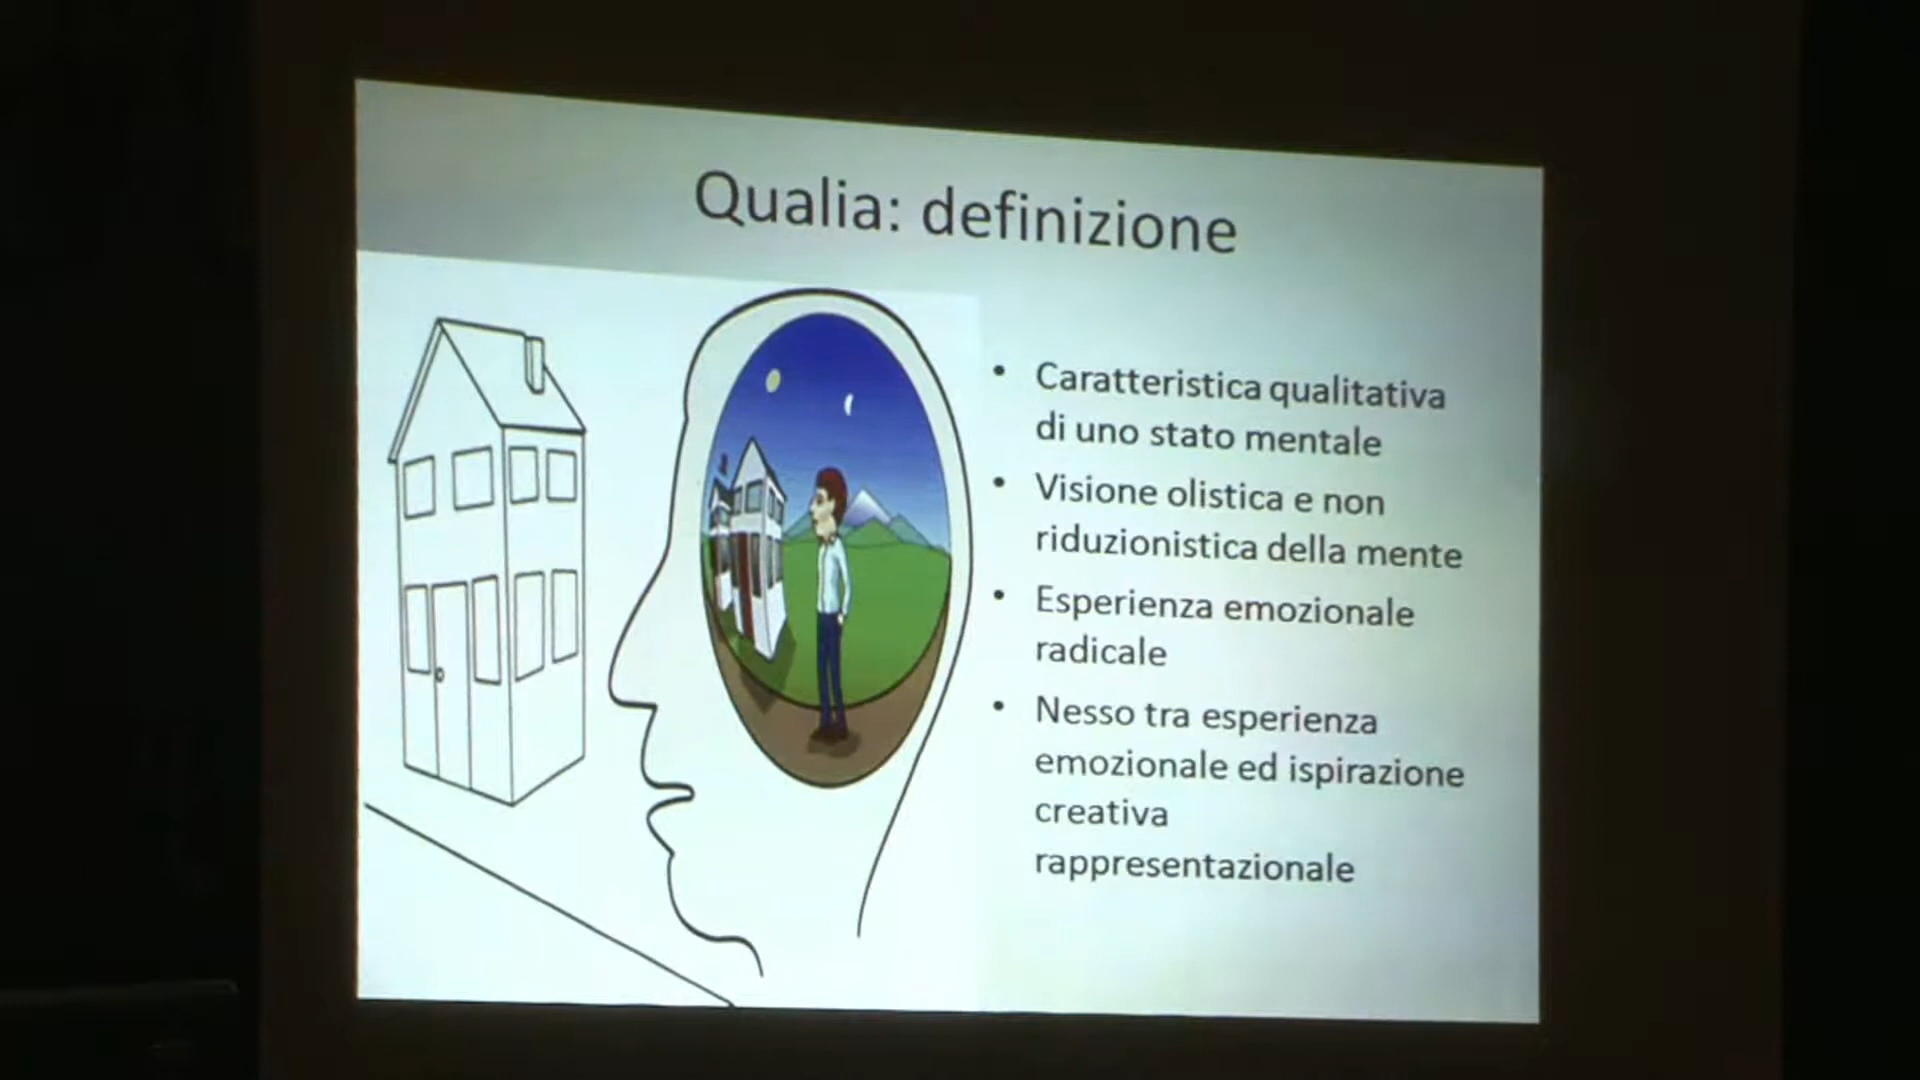 Qualia: definizione
• Caratteristica qualitativa
di uno stato mentale
• Visione olistica e non
riduzionistica della mente
• Esperienza emozionale
radicale
• Nesso tra esperienza
emozionale ed ispirazione
creativa
rappresentazionale